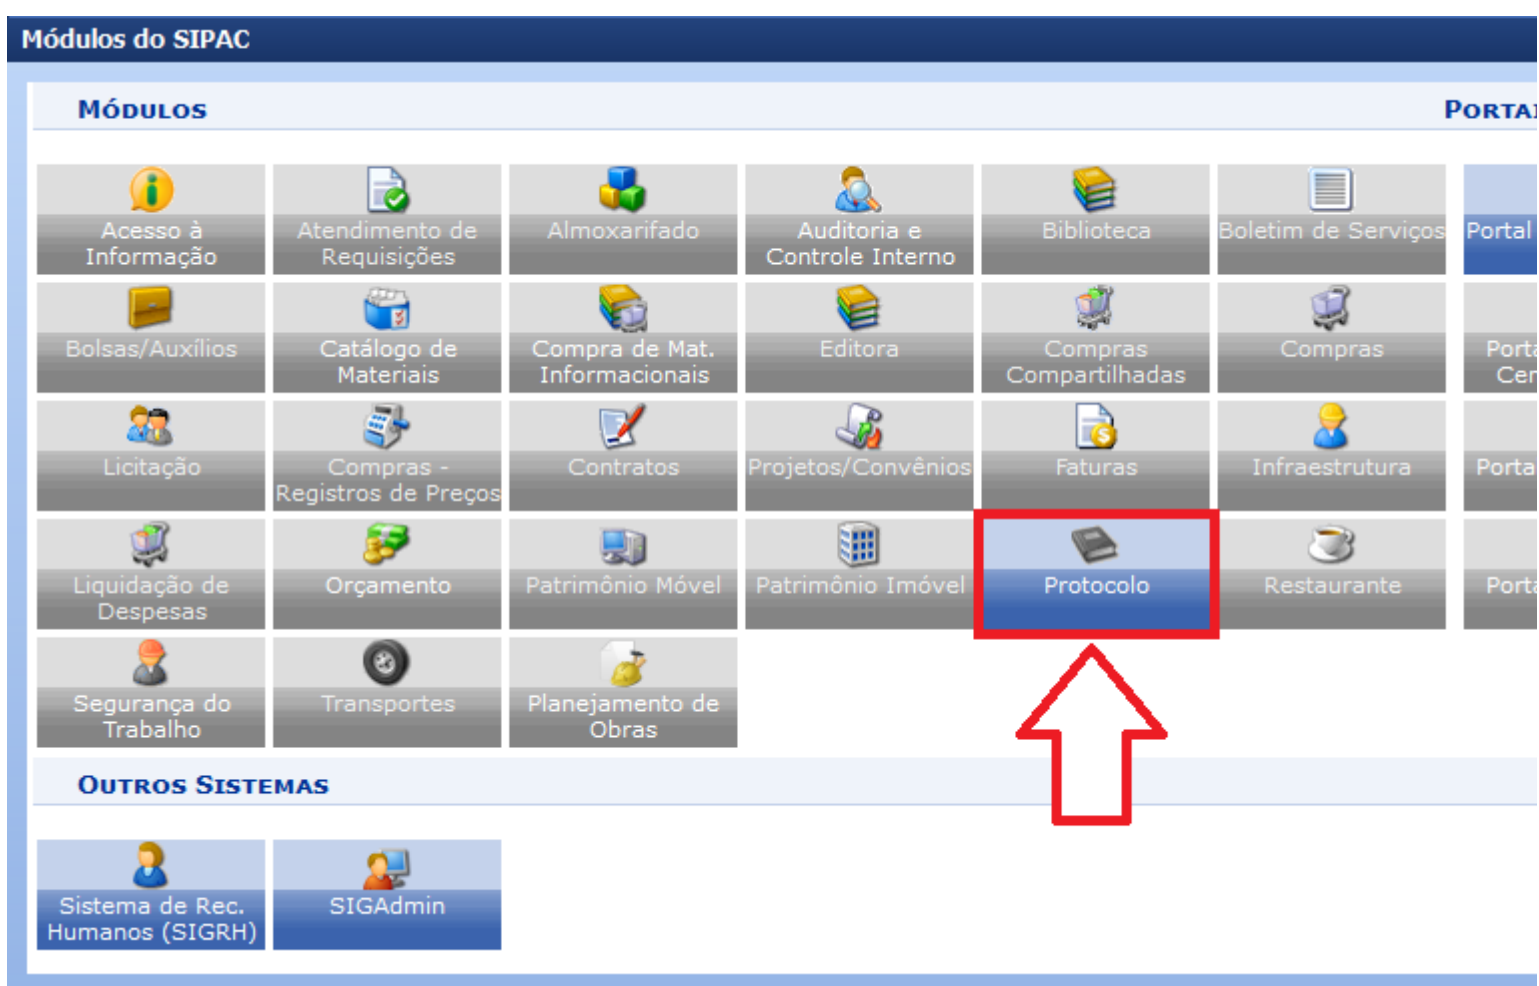 Módulos do SIPAC
MÓDULOS
Acesso à
Informação
Atendimento de
Requisições
Almoxarifado
Auditoria e
Controle Interno
Biblioteca
Boletim de Serviços
Portal
Bolsas/Auxílios
Catálogo de
Materiais
Compra de Mat.
Informacionais
Editora
Compras
Compartilhadas
Compras
Licitação
Compras -
Registros de Preços
Contratos
Projetos/Convênios
Faturas
Infraestrutura
Liquidação de
Despesas
Orçamento
Patrimônio Móvel
Patrimônio Imóvel
Protocolo
Restaurante
Segurança do
Trabalho
Transportes
Planejamento de
Obras
OUTROS SISTEMAS
Sistema de Rec.
Humanos (SIGRH)
SIGAdmin